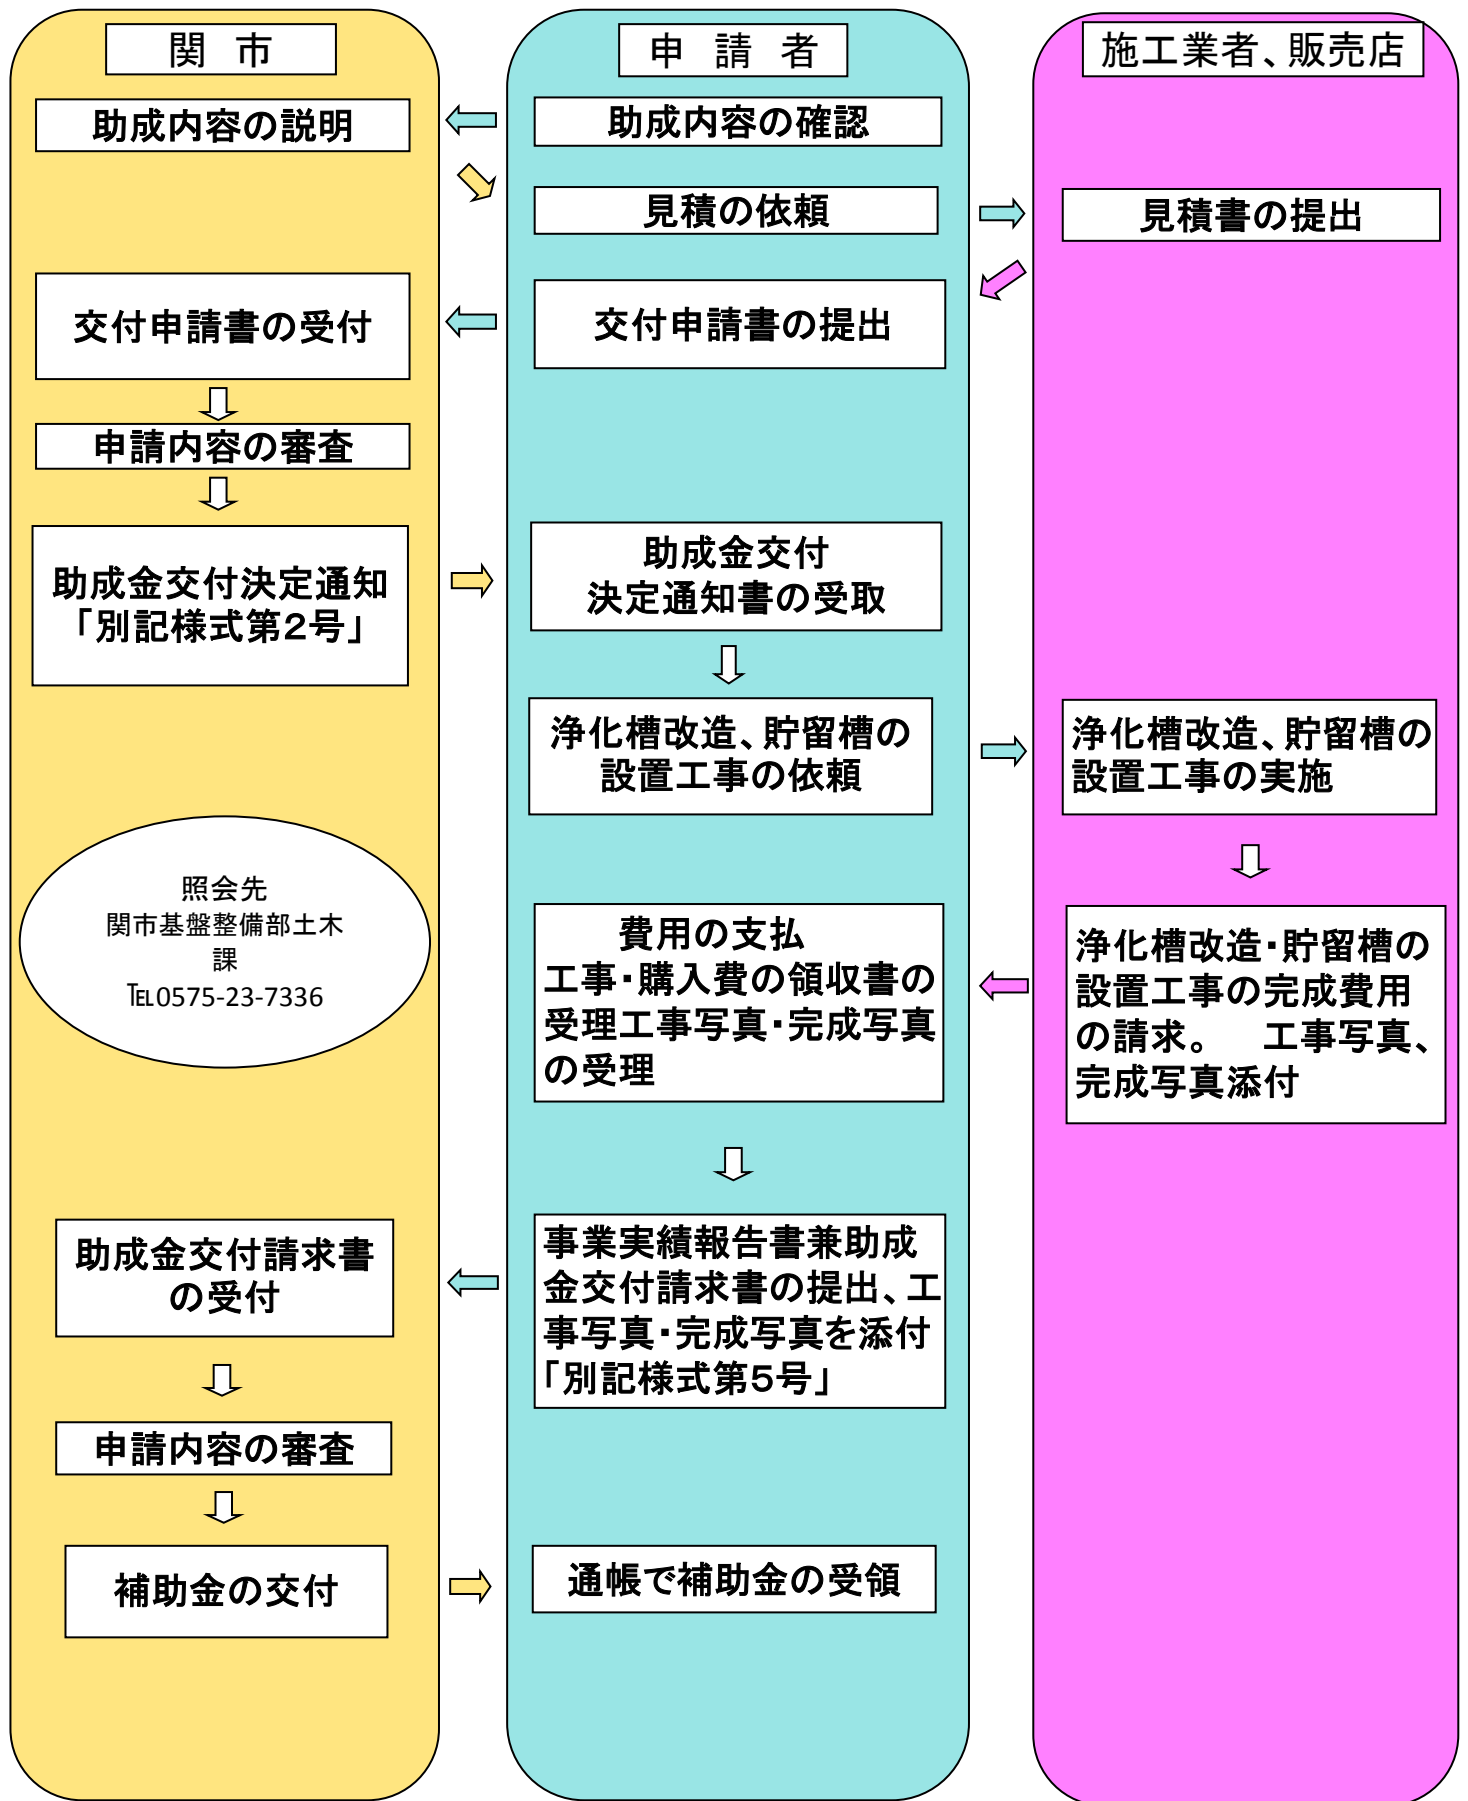 関　市
申　請　者
施工業者、販売店
助成内容の説明
助成内容の確認
見積の依頼
見積書の提出
交付申請書の受付
交付申請書の提出
申請内容の審査
助成金交付決定通知
「別記様式第２号」
助成金交付
決定通知書の受取
浄化槽改造、貯留槽の
設置工事の依頼
浄化槽改造、貯留槽の
設置工事の実施
照会先
関市基盤整備部土木
課
℡0575-23-7336
費用の支払
工事・購入費の領収書の
受理工事写真・完成写真
の受理
浄化槽改造・貯留槽の
設置工事の完成費用
の請求。　工事写真、
完成写真添付
助成金交付請求書
の受付
事業実績報告書兼助成
金交付請求書の提出、工
事写真・完成写真を添付
「別記様式第５号」
申請内容の審査
補助金の交付
通帳で補助金の受領